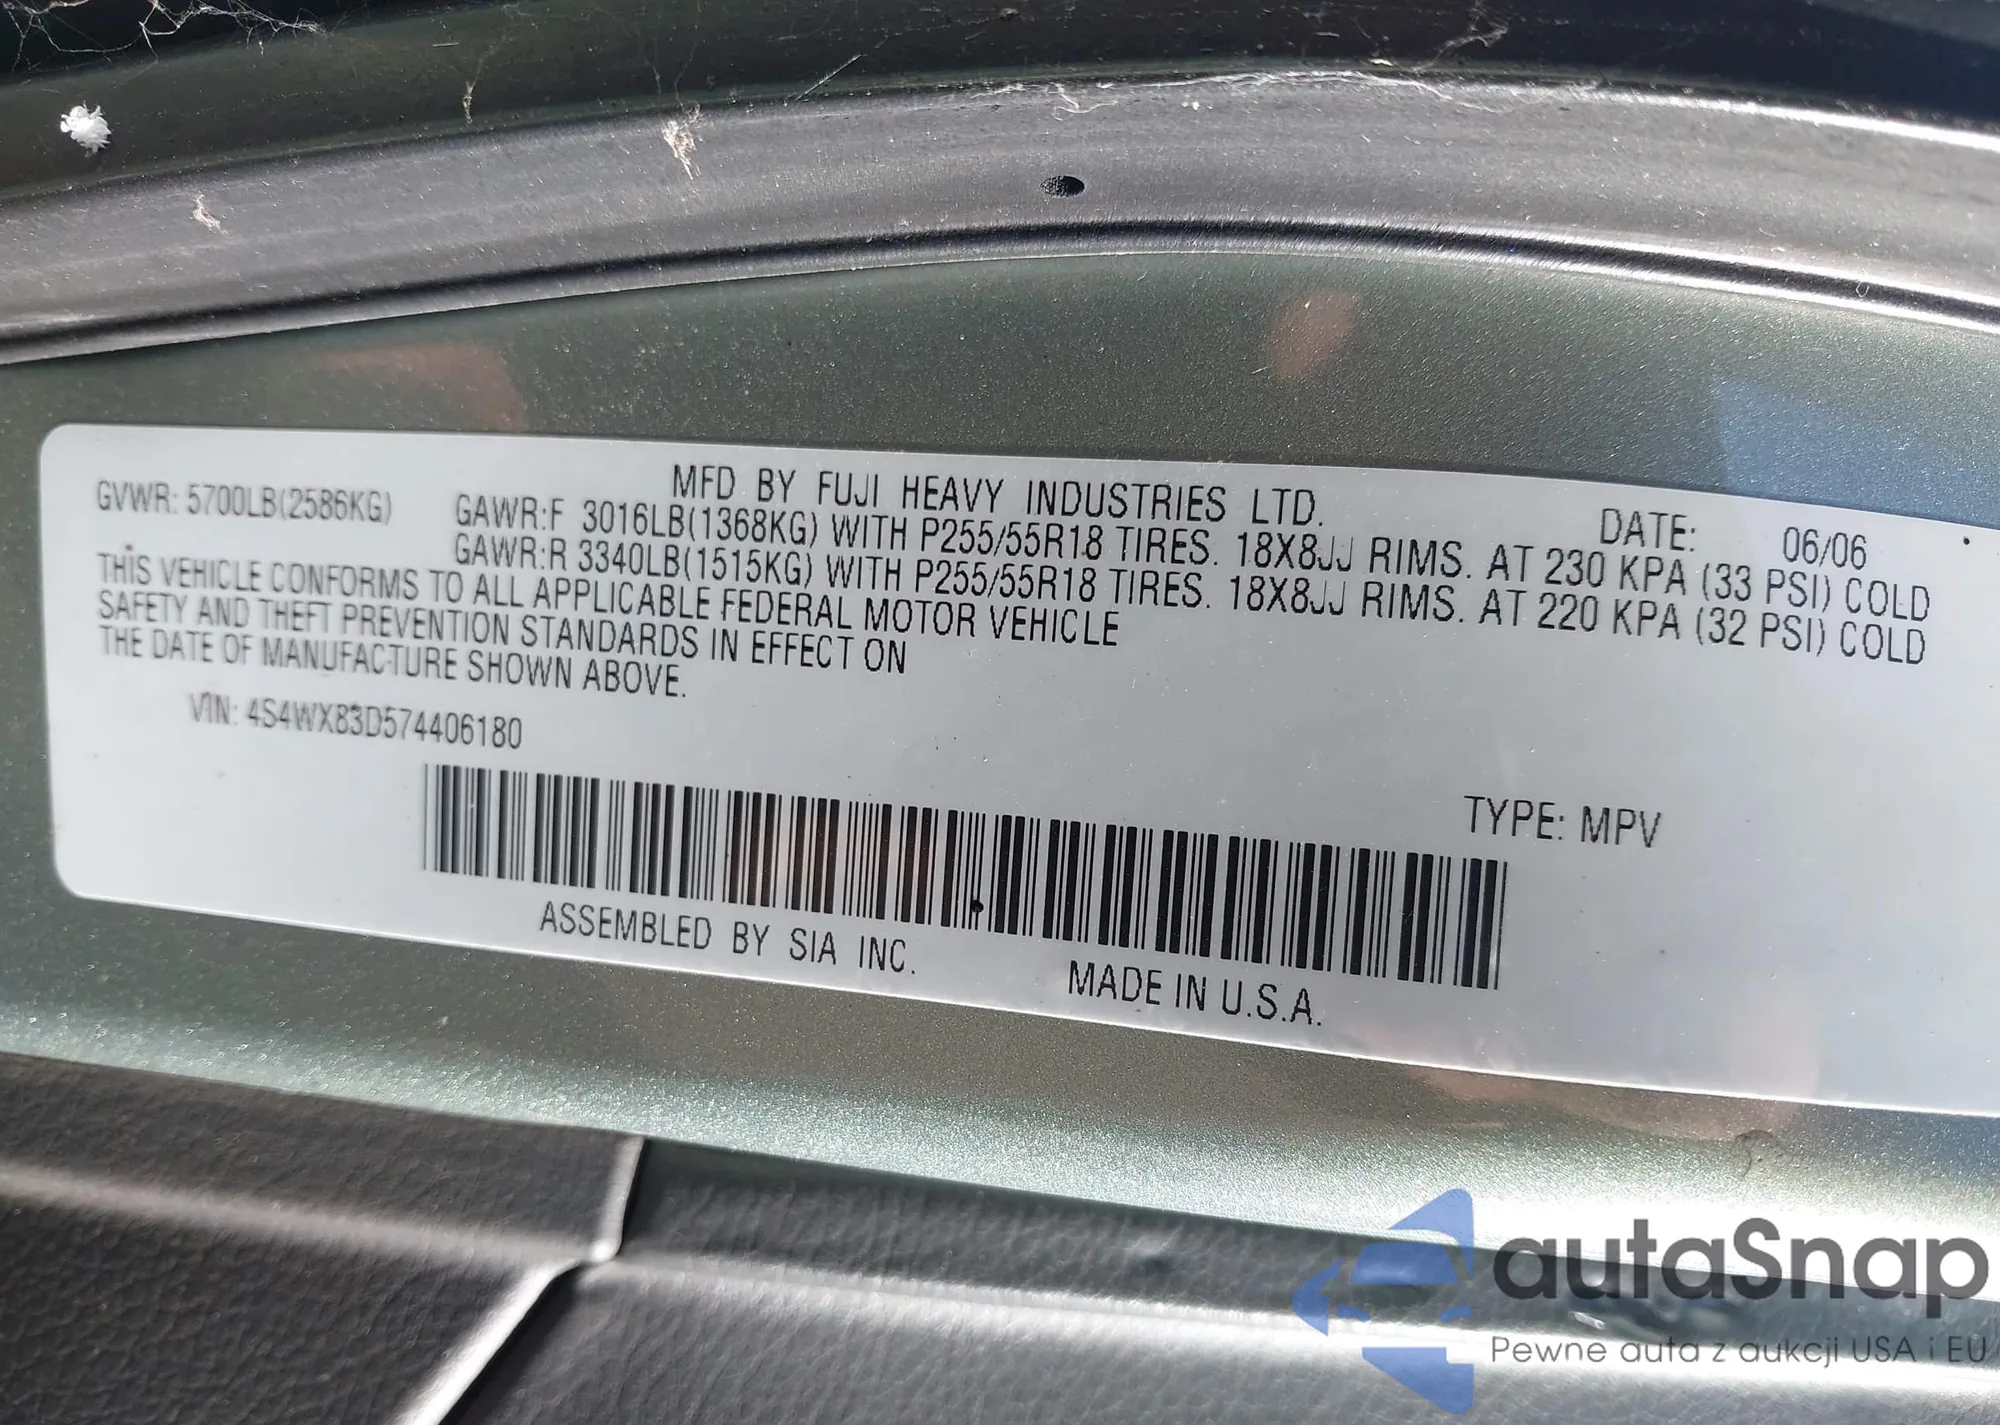 MFD BY FUJI HEAVY INDUSTRIES LTD.
DATE: 06/06
GVWR: 5700LB(2586KG)
GAWR:F 3016LB(1368KG) WITH P255/55R18 TIRES. 18X8JJ RIMS. AT 230 KPA (33 PSI) COLD
GAWR:R 3340LB(1515KG) WITH P255/55R18 TIRES. 18X8JJ RIMS. AT 220 KPA (32 PSI) COLD
THIS VEHICLE CONFORMS TO ALL APPLICABLE FEDERAL MOTOR VEHICLE
SAFETY AND THEFT PREVENTION STANDARDS IN EFFECT ON
THE DATE OF MANUFACTURE SHOWN ABOVE.
VIN: 4S4WX83D574406180
TYPE: MPV
ASSEMBLED BY SIA INC.
MADE IN U.S.A.
autaSnap
Pewne auta z aukcji USA i EU